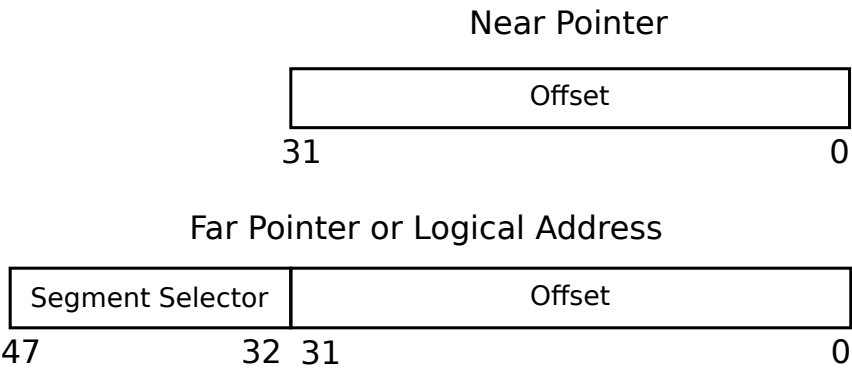 Near Pointer
Offset
31 0
Far Pointer or Logical Address
Segment Selector Offset
47 32 31 0